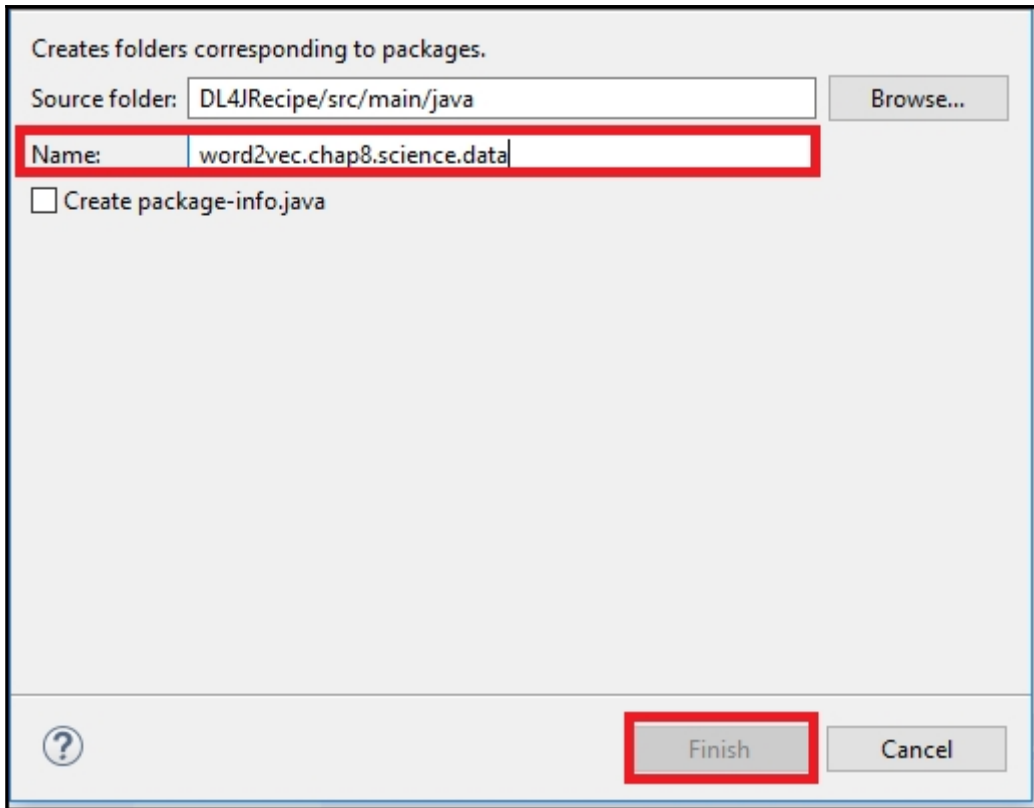 Creates folders corresponding to packages.
Source folder: DL4JRecipe/src/main/java Browse...
Name: word2vec.chap8.science.data
Create package-info.java
?
Finish Cancel